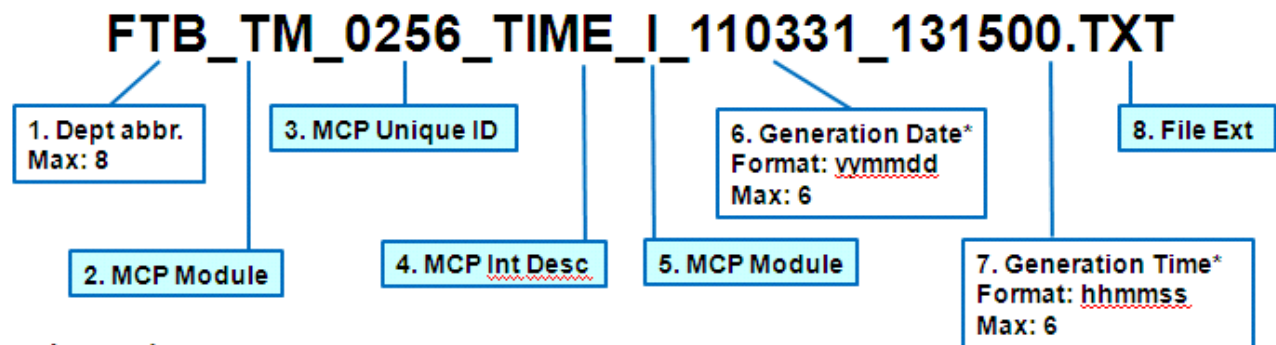 FTB_TM_0256_TIME_I_110331_131500.TXT
1. Dept abbr.
Max: 8
2. MCP Module
3. MCP Unique ID
4. MCP Int Desc
5. MCP Module
6. Generation Date*
Format: yymmdd
Max: 6
7. Generation Time*
Format: hhmmss
Max: 6
8. File Ext